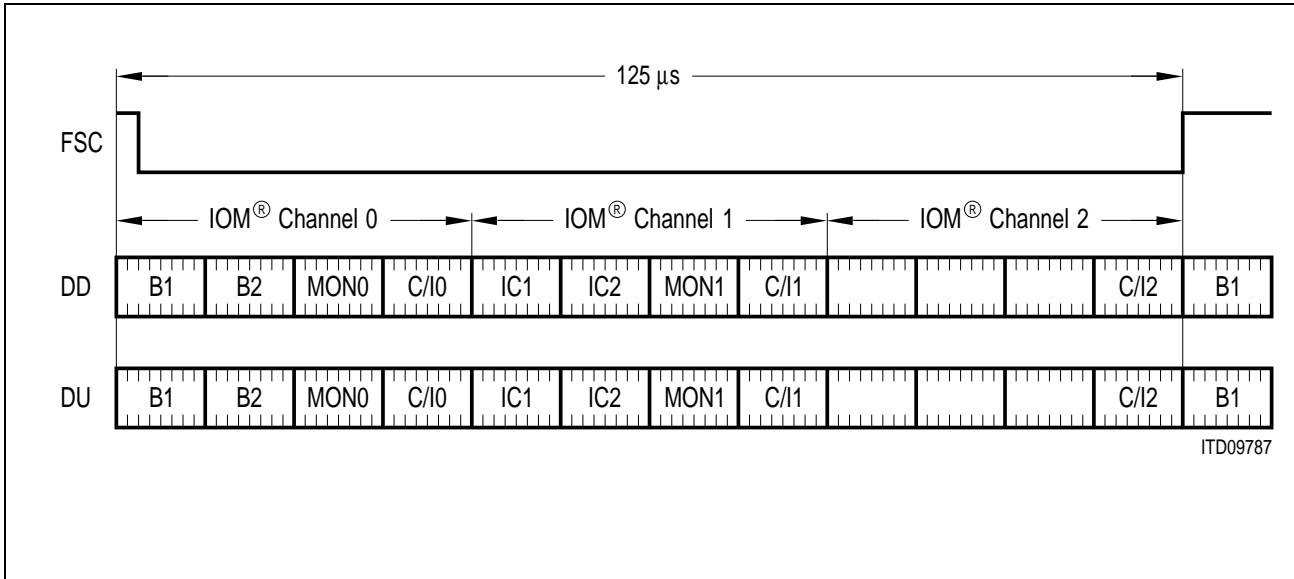 125 μs
FSC
IOM® Channel 0 IOM® Channel 1 IOM® Channel 2
DD B1 B2 MON0 C/I0 IC1 IC2 MON1 C/I1 C/I2 B1
DU B1 B2 MON0 C/I0 IC1 IC2 MON1 C/I1 C/I2 B1
ITD09787